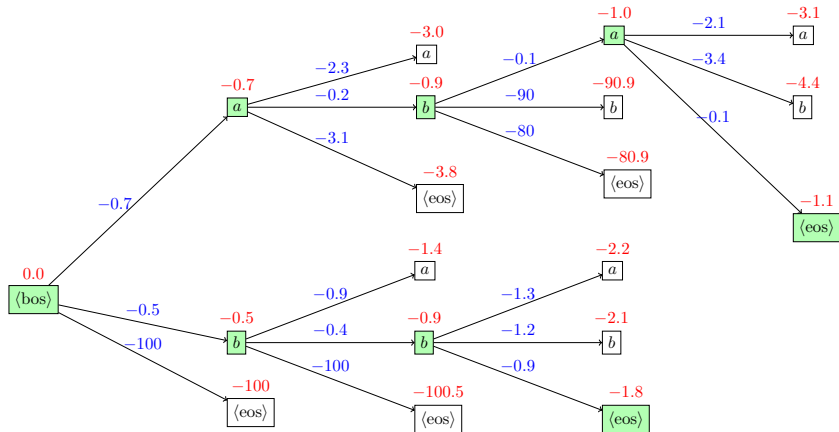 −1.0 −3.1
−3.0 a −2.1 a
a −0.1 −3.4
−2.3
−0.7 −0.9 −90.9 −4.4
a −0.2 b −90 b b
−0.1
−3.1 −80
−3.8 −80.9
⟨eos⟩ ⟨eos⟩
−0.7
−1.1
⟨eos⟩
0.0 −1.4 −2.2
⟨bos⟩ a a
−0.9 −1.3
−0.5 −0.5 −0.9 −2.1
b −0.4 b −1.2 b
−100 −100 −0.9
−100 −100.5 −1.8
⟨eos⟩ ⟨eos⟩ ⟨eos⟩